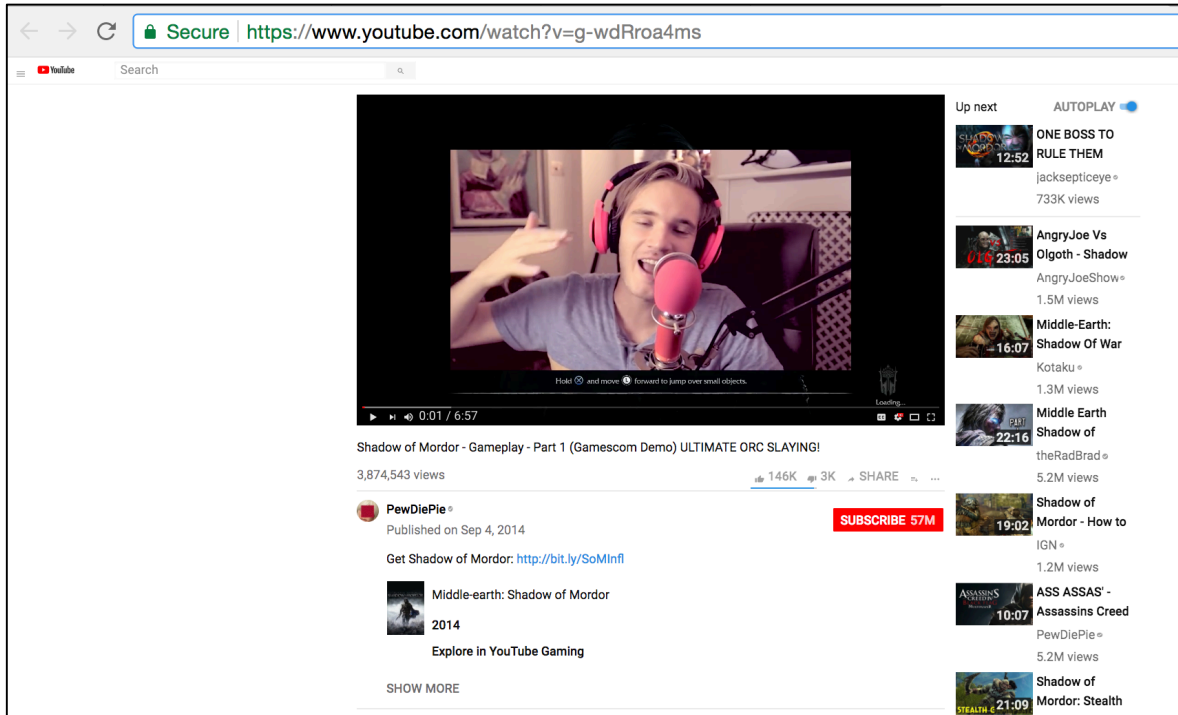 Secure https://www.youtube.com/watch?v=g-wdRroa4ms
YouTube Search
Hold X and move L forward to jump over small objects.
Loading...
0:01 / 6:57
Shadow of Mordor - Gameplay - Part 1 (Gamescom Demo) ULTIMATE ORC SLAYING!
3,874,543 views
146K 3K SHARE ...
PewDiePie
Published on Sep 4, 2014
SUBSCRIBE 57M
Get Shadow of Mordor: http://bit.ly/SoMInfl
Middle-earth: Shadow of Mordor
2014
Explore in YouTube Gaming
SHOW MORE
Up next AUTOPLAY
SHADOW
MORDOR
12:52
ONE BOSS TO
RULE THEM
jacksepticeye
733K views
23:05
AngryJoe Vs
Olgoth - Shadow
AngryJoeShow
1.5M views
16:07
Middle-Earth:
Shadow Of War
Kotaku
1.3M views
PART
22:16
Middle Earth
Shadow of
theRadBrad
5.2M views
19:02
Shadow of
Mordor - How to
IGN
1.2M views
ASSASSIN'S
CREED IV
10:07
ASS ASSAS' -
Assassins Creed
PewDiePie
5.2M views
STEALTH
21:09
Shadow of
Mordor: Stealth